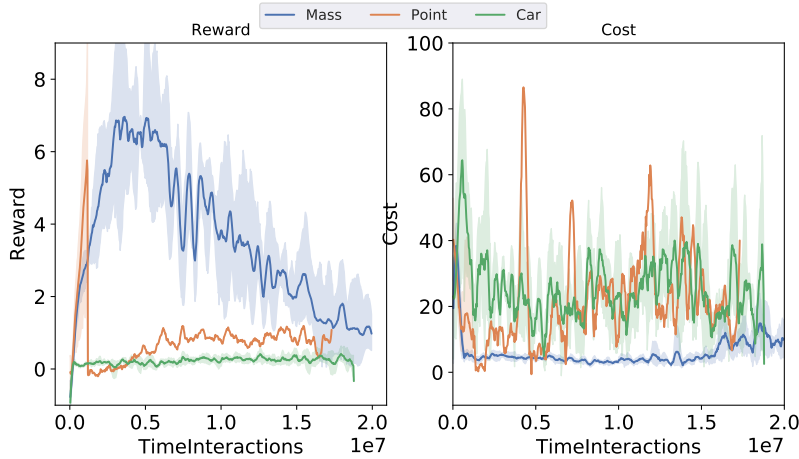 Mass Point Car
Reward Cost
Reward
8
6
4
2
0
0.0 0.5 1.0 1.5 2.0
TimeInteractions 1e7
Cost
100
80
60
40
20
0
0.0 0.5 1.0 1.5 2.0
TimeInteractions 1e7